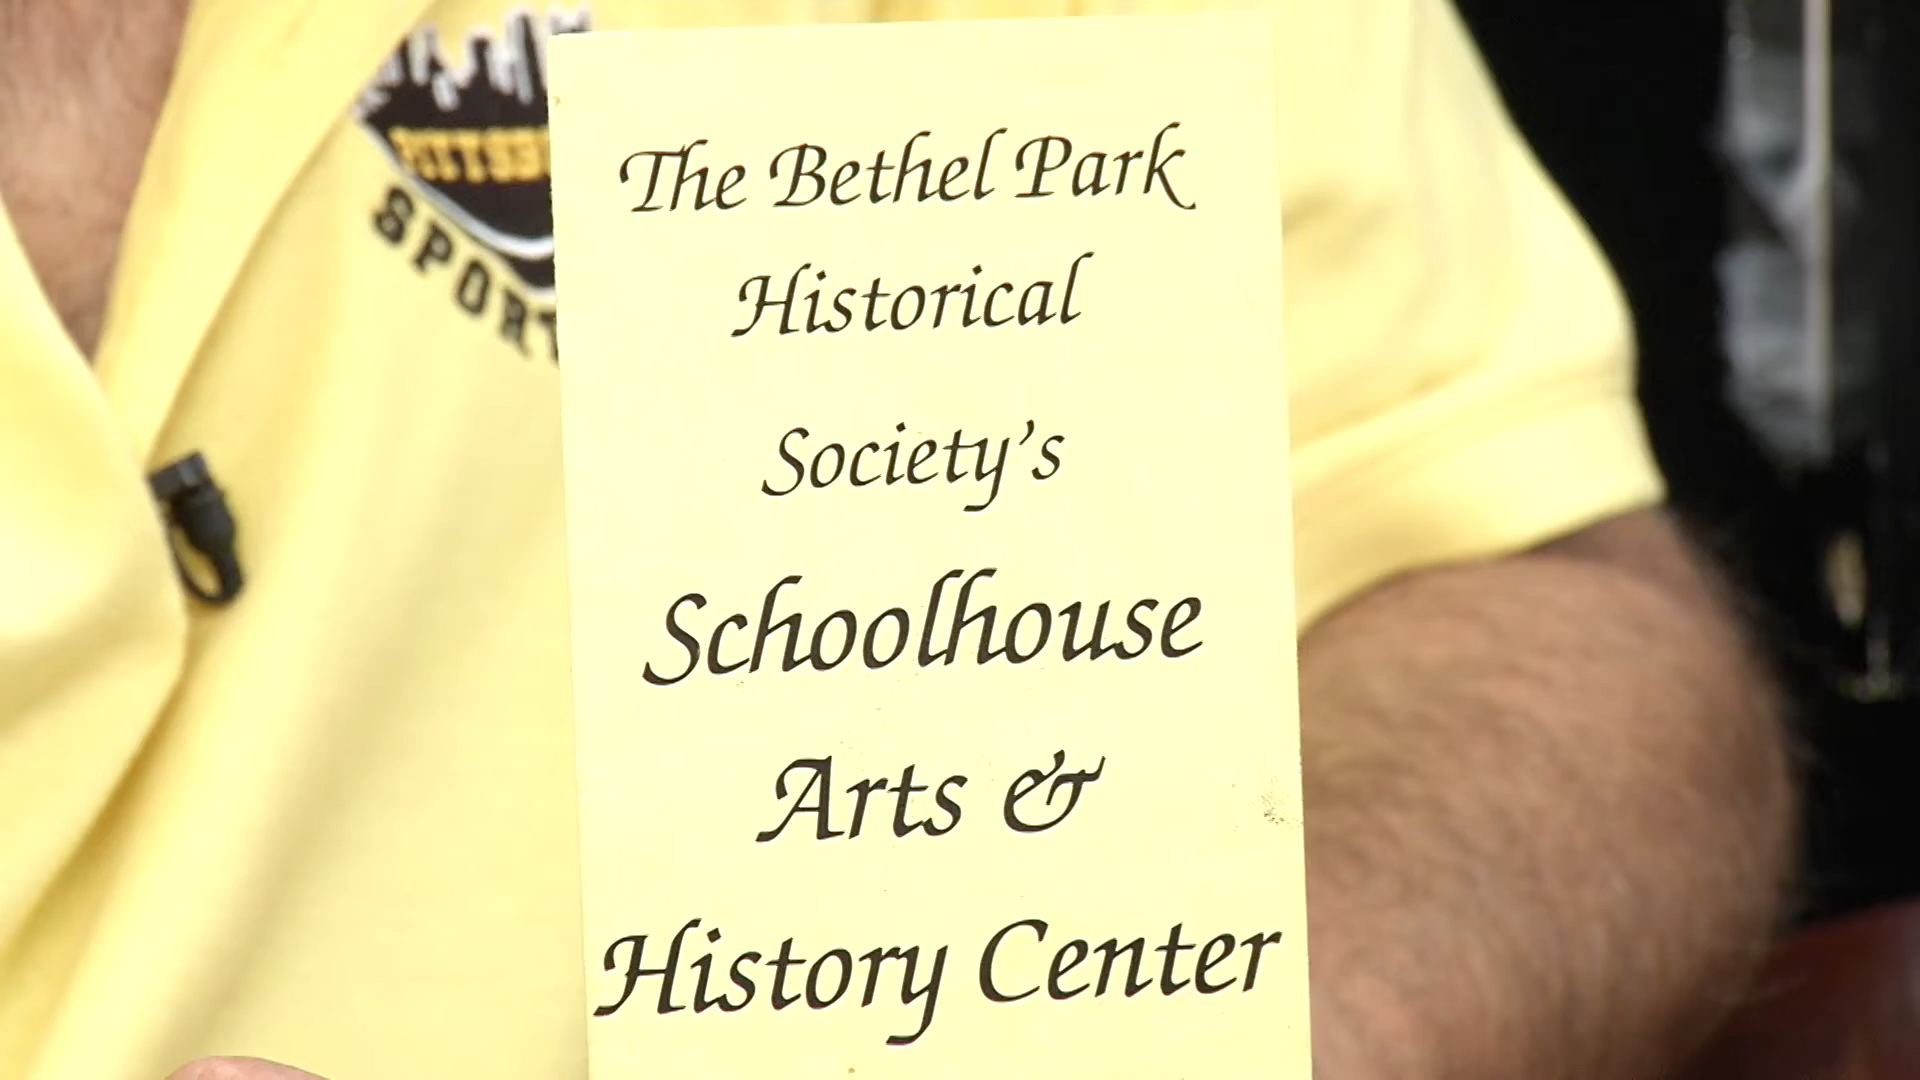 The Bethel Park
Historical
Society's
Schoolhouse
Arts &
History Center